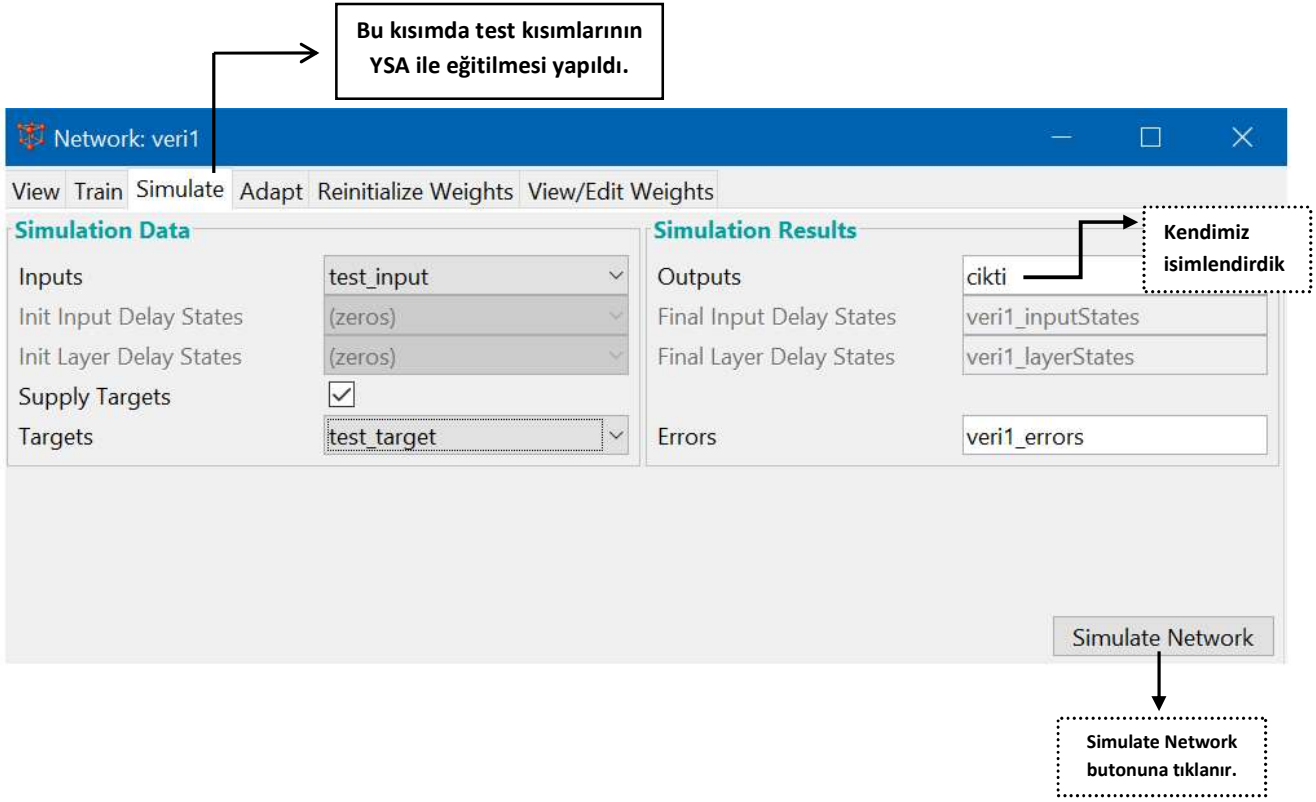 Bu kısımda test kısımlarının
YSA ile eğitilmesi yapıldı.
Network: veri1
View Train Simulate Adapt Reinitialize Weights View/Edit Weights
Simulation Data
Inputs test_input
Init Input Delay States (zeros)
Init Layer Delay States (zeros)
Supply Targets
Targets test_target
Simulation Results
Outputs cikti
Final Input Delay States veri1_inputStates
Final Layer Delay States veri1_layerStates
Errors veri1_errors
Kendimiz
isimlendirdik
Simulate Network
Simulate Network
butonuna tıklanır.